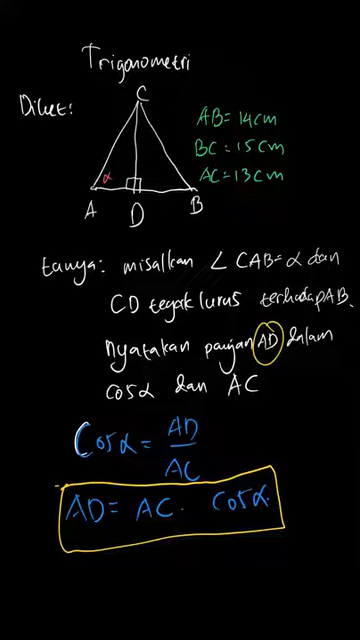 Trigonometri
Diket:
C
α
A
D
B
AB = 14cm
BC = 15cm
AC = 13cm
tanya: misalkan ∠ CAB = α dan
CD tegak lurus terhadap AB.
Nyatakan panjang AD dalam
cos α dan AC
Cos α = AD/AC
AD = AC . Cos α.